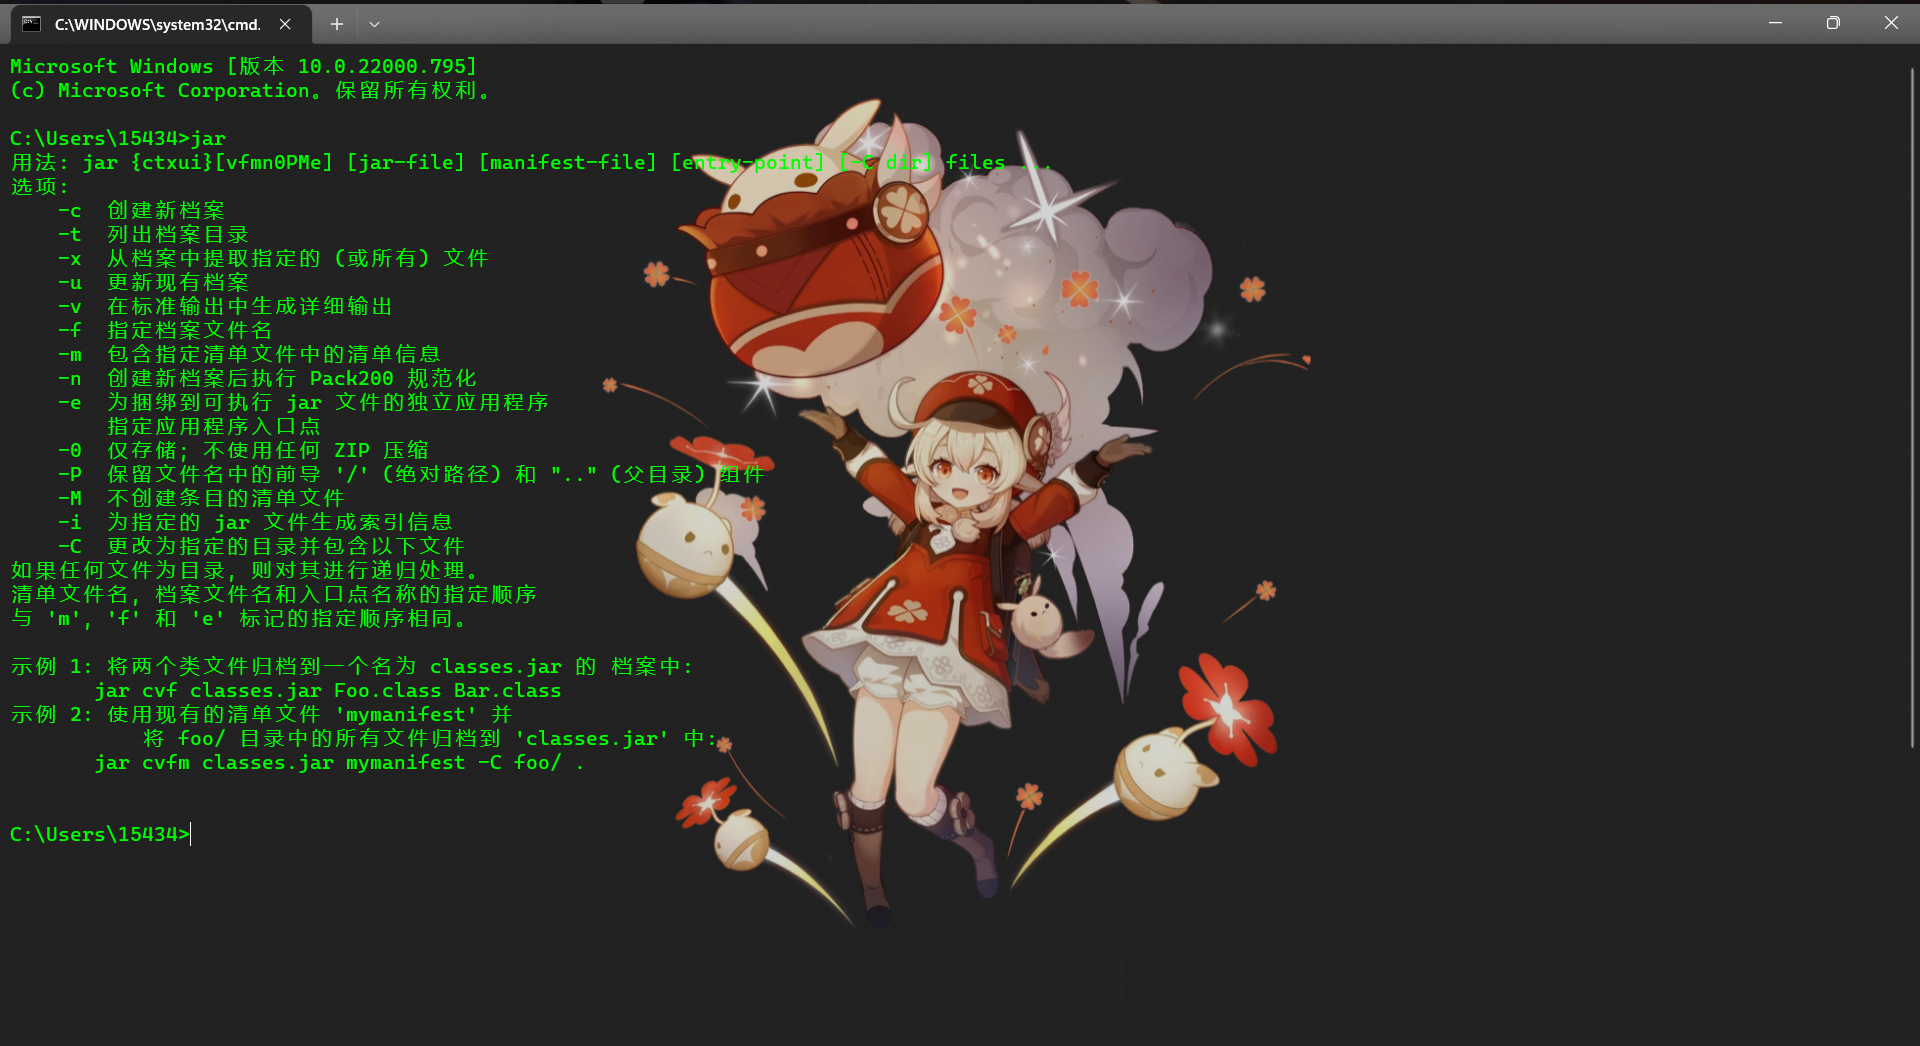 C:\WINDOWS\system32\cmd.
Microsoft Windows [版本 10.0.22000.795]
(c) Microsoft Corporation。保留所有权利。
C:\Users\15434>jar
用法: jar {ctxui}[vfmn0PMe] [jar-file] [manifest-file] [entry-point] [-C dir] files ...
选项:
-c  创建新档案
-t  列出档案目录
-x  从档案中提取指定的 (或所有) 文件
-u  更新现有档案
-v  在标准输出中生成详细输出
-f  指定档案文件名
-m  包含指定清单文件中的清单信息
-n  创建新档案后执行 Pack200 规范化
-e  为捆绑到可执行 jar 文件的独立应用程序
指定应用程序入口点
-0  仅存储; 不使用任何 ZIP 压缩
-P  保留文件名中的前导 '/' (绝对路径) 和 ".." (父目录) 组件
-M  不创建条目的清单文件
-i  为指定的 jar 文件生成索引信息
-C  更改为指定的目录并包含以下文件
如果任何文件为目录, 则对其进行递归处理。
清单文件名, 档案文件名和入口点名称的指定顺序
与 'm', 'f' 和 'e' 标记的指定顺序相同。
示例 1: 将两个类文件归档到一个名为 classes.jar 的 档案中:
jar cvf classes.jar Foo.class Bar.class
示例 2: 使用现有的清单文件 'mymanifest' 并
将 foo/ 目录中的所有文件归档到 'classes.jar' 中:
jar cvfm classes.jar mymanifest -C foo/ .
C:\Users\15434>